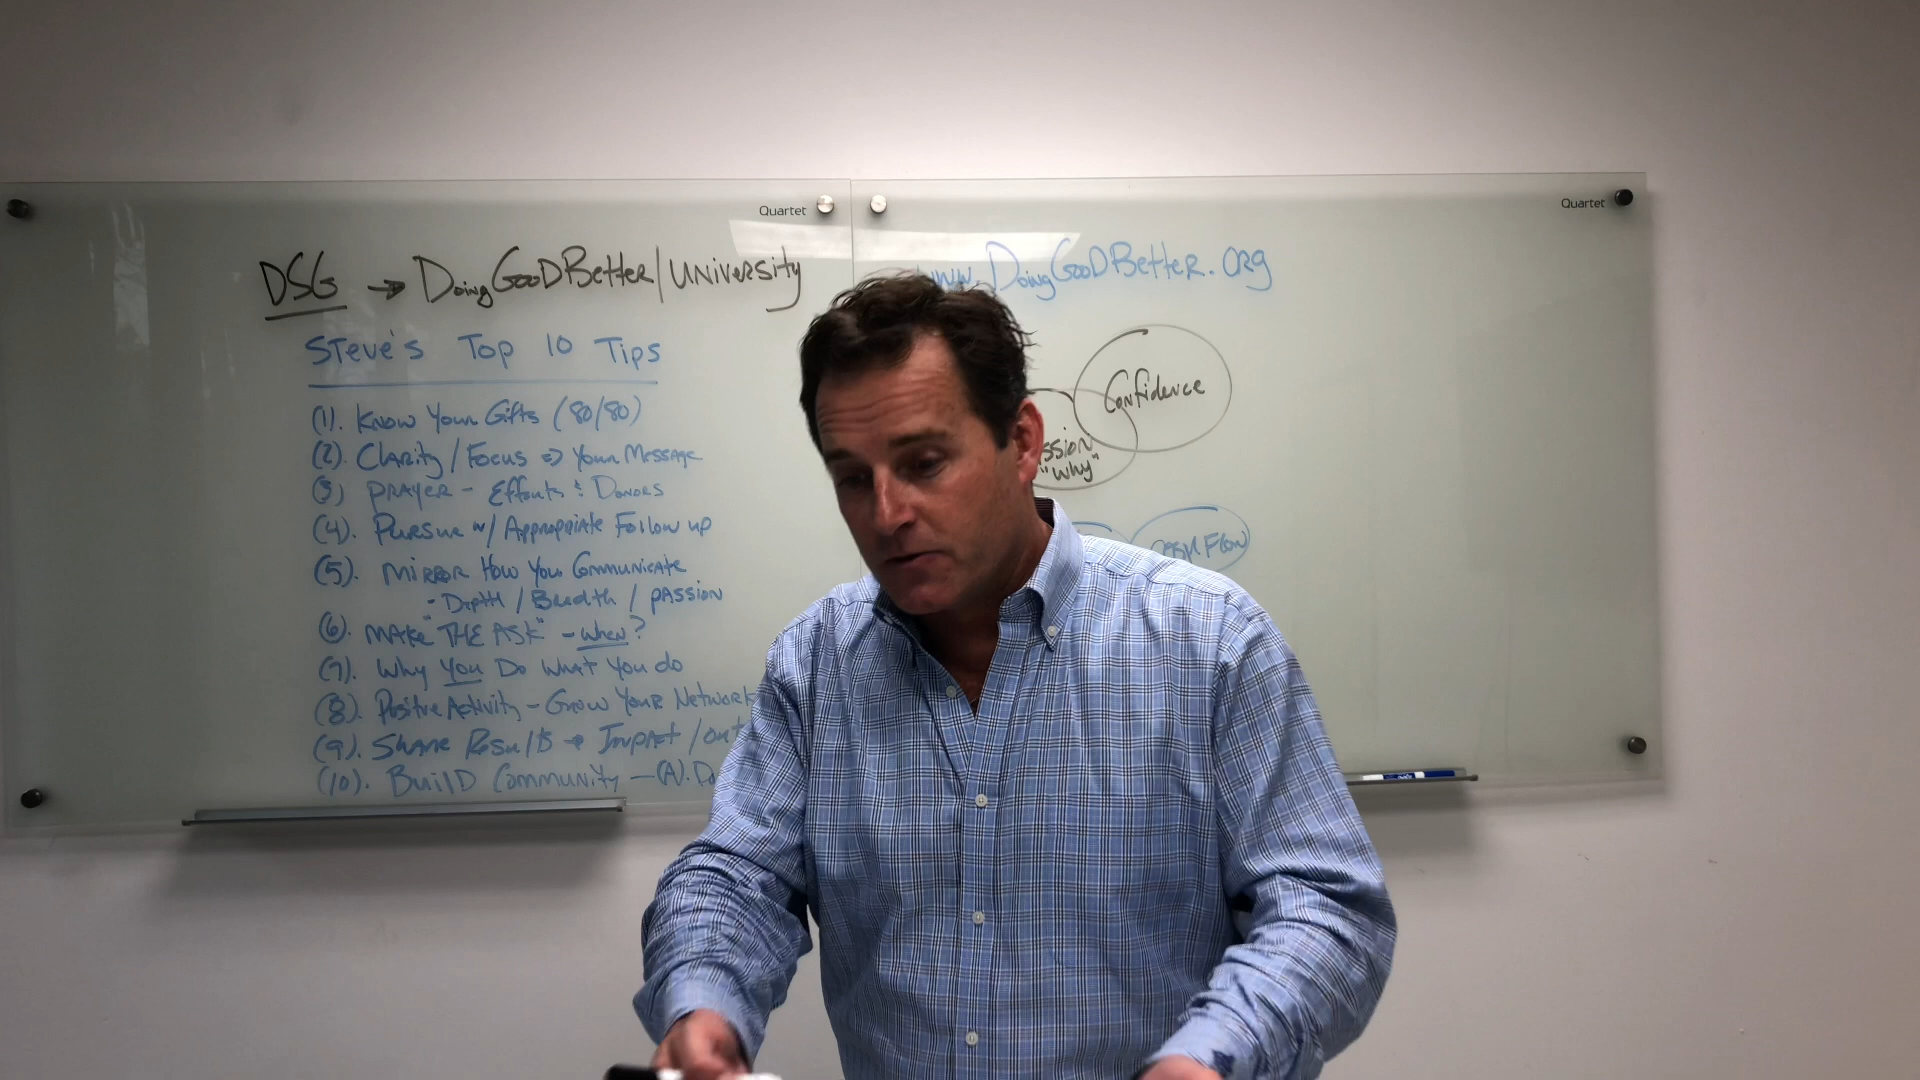 Quartet
Quartet
DSG → DoingGooDBetter/University
www.DoingGooDBetter.org
Steve's Top 10 Tips
(1). Know Your Gifts (80/80)
(2). Clarity / Focus => Your Message
(3) Prayer - Efforts & Donors
(4). Pursue w/ Appropriate Follow up
(5). Mirror How You Communicate
- Depth / Breadth / passion
(6). Make "THE ASK" - When?
(7). Why You Do What You do
(8). Positive Activity - Grow Your Network
(9). Share Results → Impact /
(10). Build Community - (A).
Confidence
"Why"
Cash Flow